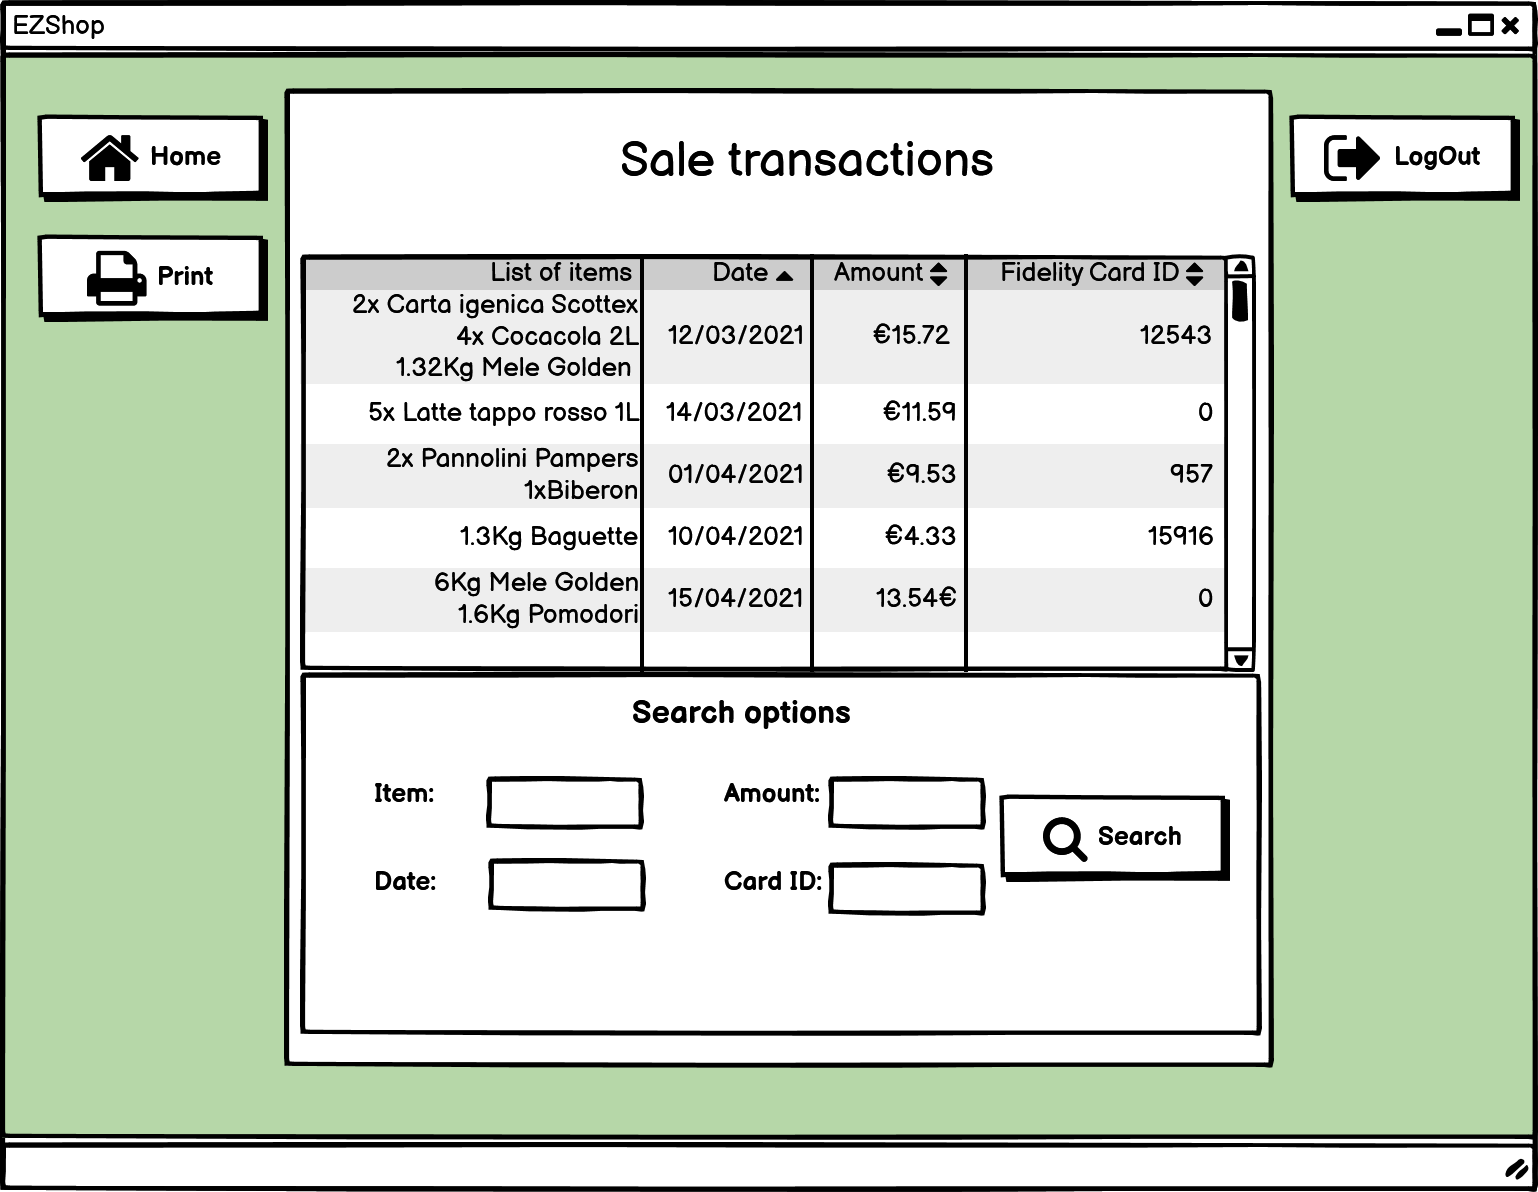 EZShop
Home
LogOut
Print
Sale transactions
List of items Date Amount Fidelity Card ID
2x Carta igenica Scottex
4x Cocacola 2L 12/03/2021 €15.72 12543
1.32Kg Mele Golden
5x Latte tappo rosso 1L 14/03/2021 €11.59 0
2x Pannolini Pampers
1xBiberon 01/04/2021 €9.53 957
1.3Kg Baguette 10/04/2021 €4.33 15916
6Kg Mele Golden
1.6Kg Pomodori 15/04/2021 13.54€ 0
Search options
Item: Amount:
Search
Date: Card ID: